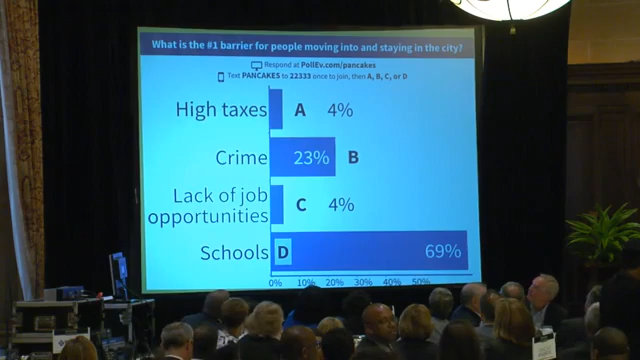 What is the #1 barrier for people moving into and staying in the city?
Respond at PollEv.com/pancakes
Text PANCAKES to 22333 once to join, then A, B, C, or D
High taxes A 4%
Crime 23% B
Lack of job
opportunities C 4%
Schools D 69%
0% 10% 20% 30% 40% 50%